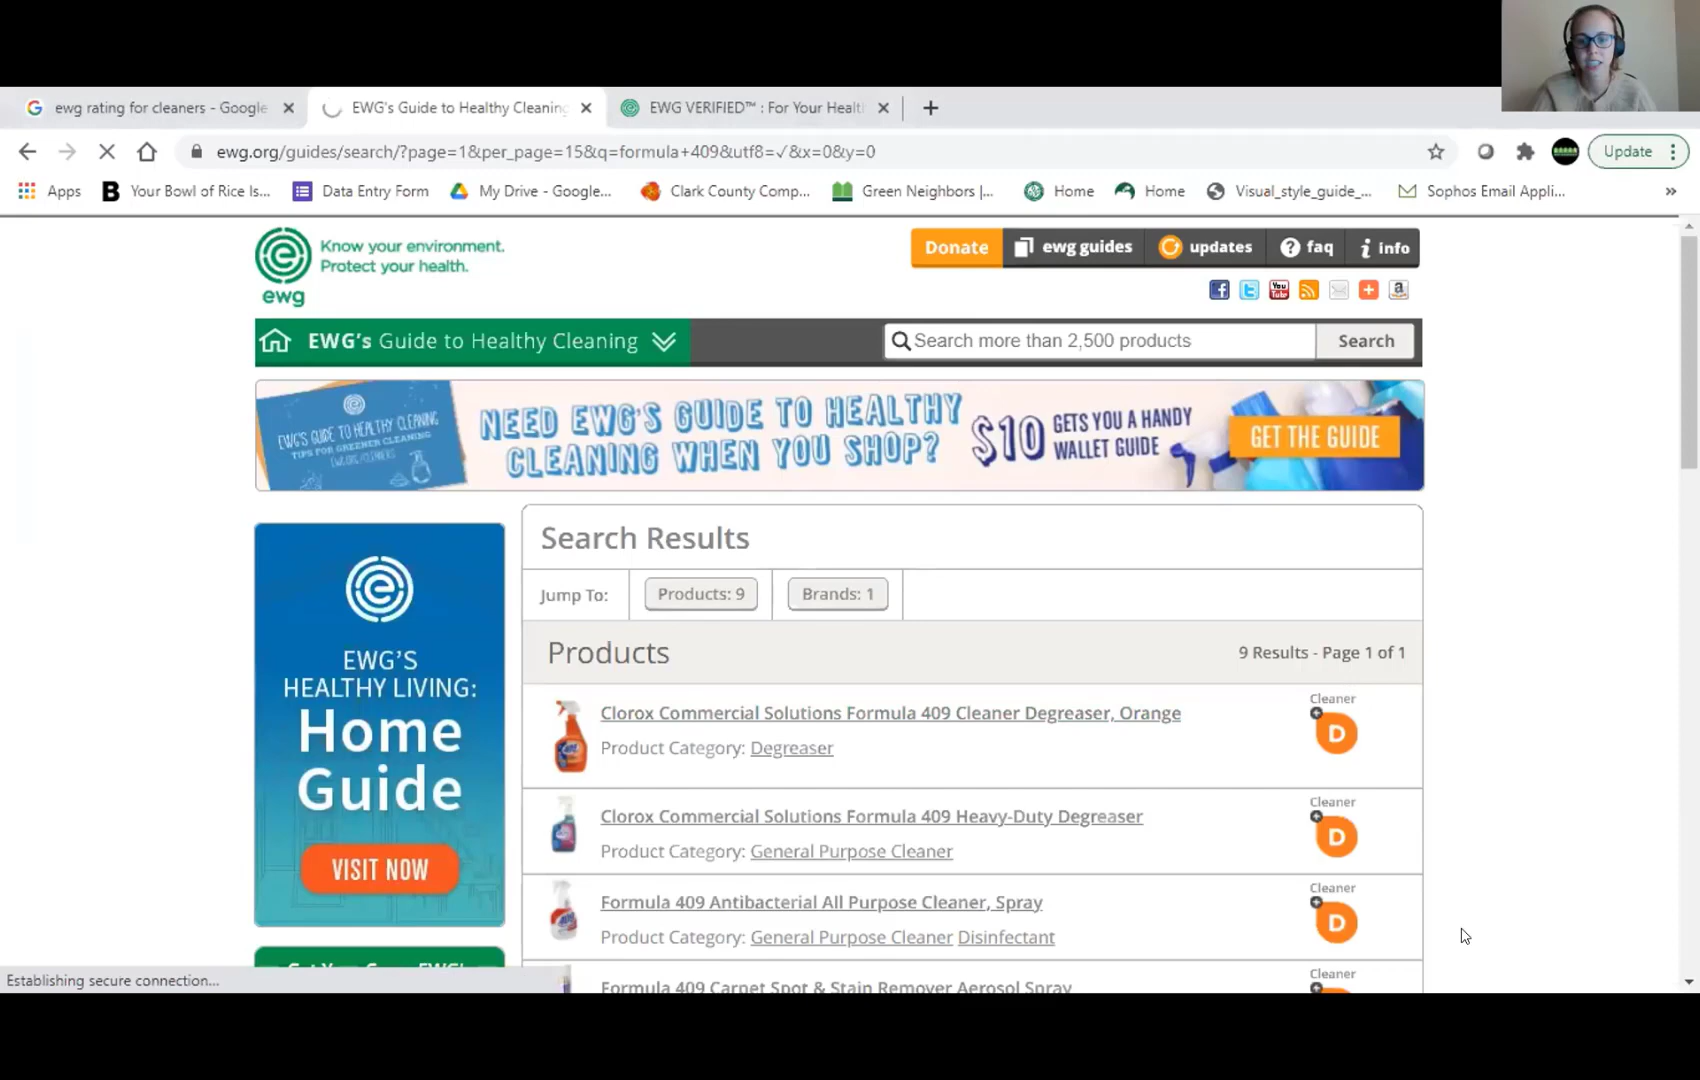 ewg rating for cleaners - Google
EWG's Guide to Healthy Cleaning
EWG VERIFIED™ : For Your Healt
ewg.org/guides/search/?page=1&per_page=15&q=formula+409&utf8=✓&x=0&y=0
Update
Apps
Your Bowl of Rice Is...
Data Entry Form
My Drive - Google...
Clark County Comp...
Green Neighbors |...
Home
Home
Visual_style_guide_...
Sophos Email Appli...
»
Know your environment.
Protect your health.
ewg
Donate
ewg guides
updates
faq
info
EWG's Guide to Healthy Cleaning
Search more than 2,500 products
Search
EWG'S GUIDE TO HEALTHY CLEANING
TIPS FOR GREENER CLEANING
EWG.ORG/CLEANERS
NEED EWG'S GUIDE TO HEALTHY
CLEANING WHEN YOU SHOP?
$10
GETS YOU A HANDY
WALLET GUIDE
GET THE GUIDE
EWG'S
HEALTHY LIVING:
Home
Guide
VISIT NOW
Search Results
Jump To:
Products: 9
Brands: 1
Products
9 Results - Page 1 of 1
Clorox Commercial Solutions Formula 409 Cleaner Degreaser, Orange
Product Category: Degreaser
Cleaner
D
Clorox Commercial Solutions Formula 409 Heavy-Duty Degreaser
Product Category: General Purpose Cleaner
Cleaner
D
Formula 409 Antibacterial All Purpose Cleaner, Spray
Product Category: General Purpose Cleaner Disinfectant
Cleaner
D
Formula 409 Carpet Spot & Stain Remover Aerosol Spray
Cleaner
Establishing secure connection...